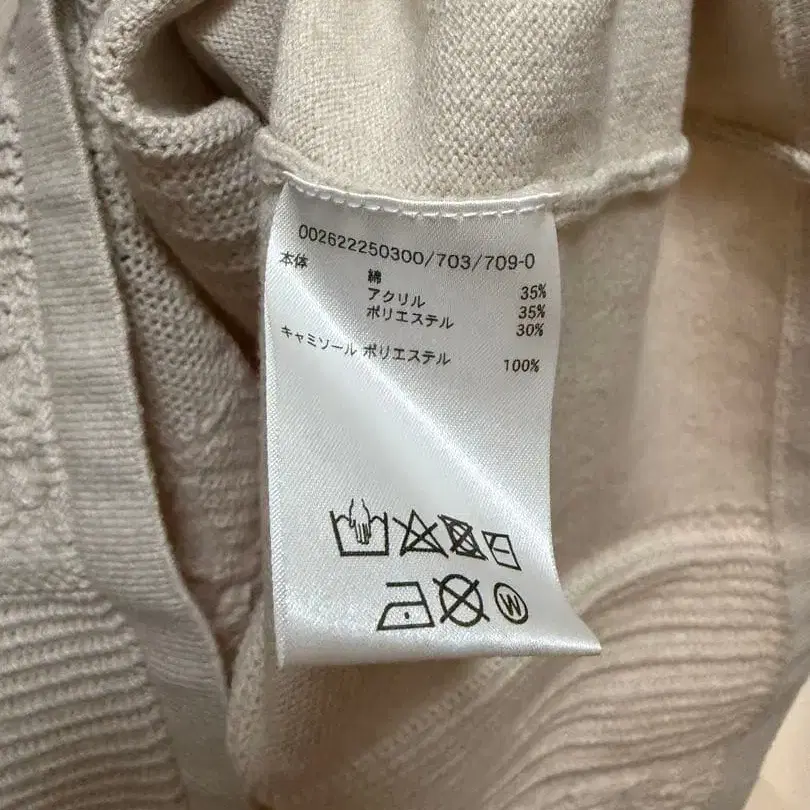 002622250300/703/709-0
本体 綿 35%
アクリル 35%
ポリエステル 30%
キャミソール ポリエステル 100%
W